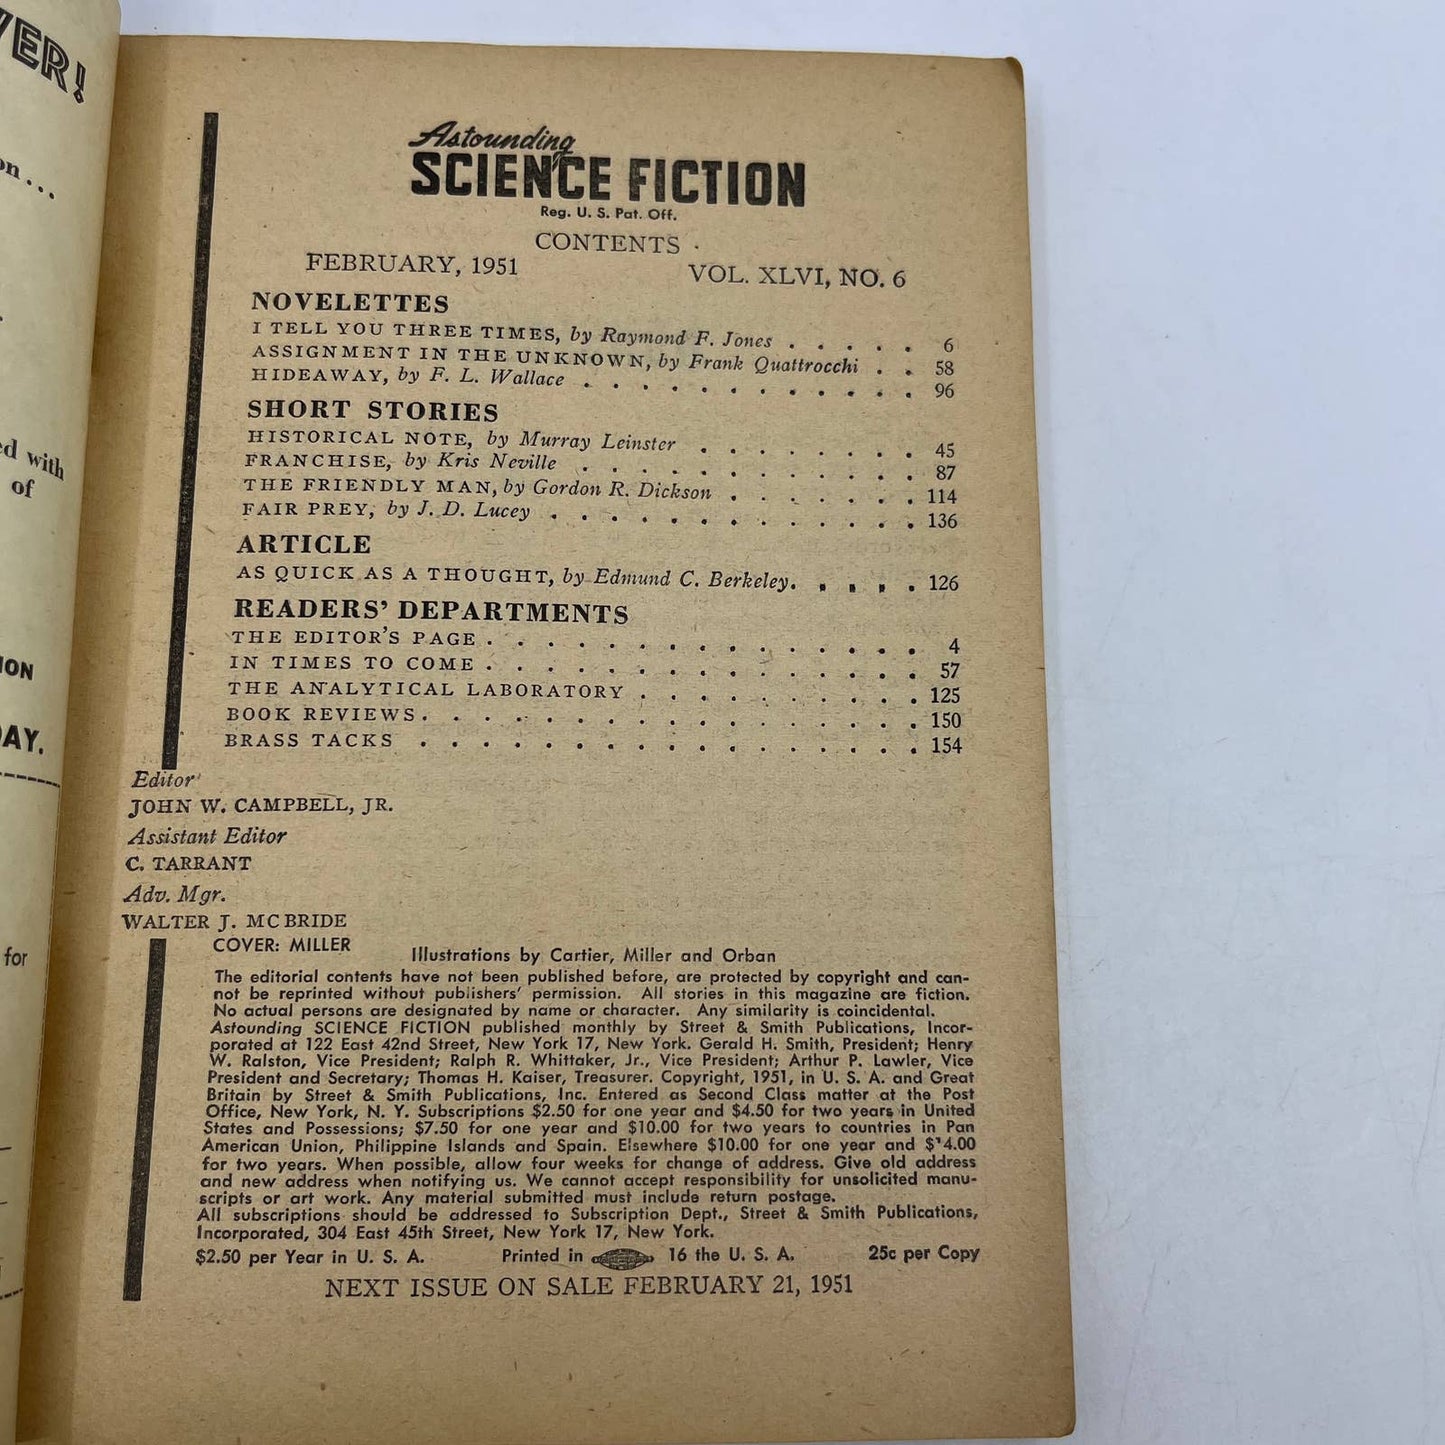 VER!
on...
ed with
of
ION
DAY.
for
Astounding
SCIENCE FICTION
Reg. U. S. Pat. Off.
CONTENTS
FEBRUARY, 1951 VOL. XLVI, NO. 6
NOVELETTES
I TELL YOU THREE TIMES, by Raymond F. Jones . . . . . 6
ASSIGNMENT IN THE UNKNOWN, by Frank Quattrocchi . . 58
HIDEAWAY, by F. L. Wallace . . . . . . . . . . . . 96
SHORT STORIES
HISTORICAL NOTE, by Murray Leinster . . . . . . . . 45
FRANCHISE, by Kris Neville . . . . . . . . . . . . 87
THE FRIENDLY MAN, by Gordon R. Dickson . . . . . . . 114
FAIR PREY, by J. D. Lucey . . . . . . . . . . . . . 136
ARTICLE
AS QUICK AS A THOUGHT, by Edmund C. Berkeley. . . . . 126
READERS' DEPARTMENTS
THE EDITOR'S PAGE . . . . . . . . . . . . . . . 4
IN TIMES TO COME . . . . . . . . . . . . . . . 57
THE ANALYTICAL LABORATORY . . . . . . . . . . 125
BOOK REVIEWS . . . . . . . . . . . . . . . . . 150
BRASS TACKS . . . . . . . . . . . . . . . . . 154
Editor
JOHN W. CAMPBELL, JR.
Assistant Editor
C. TARRANT
Adv. Mgr.
WALTER J. MC BRIDE
COVER: MILLER Illustrations by Cartier, Miller and Orban
The editorial contents have not been published before, are protected by copyright and can-
not be reprinted without publishers' permission. All stories in this magazine are fiction.
No actual persons are designated by name or character. Any similarity is coincidental.
Astounding SCIENCE FICTION published monthly by Street & Smith Publications, Incor-
porated at 122 East 42nd Street, New York 17, New York. Gerald H. Smith, President; Henry
W. Ralston, Vice President; Ralph R. Whittaker, Jr., Vice President; Arthur P. Lawler, Vice
President and Secretary; Thomas H. Kaiser, Treasurer. Copyright, 1951, in U. S. A. and Great
Britain by Street & Smith Publications, Inc. Entered as Second Class matter at the Post
Office, New York, N. Y. Subscriptions $2.50 for one year and $4.50 for two years in United
States and Possessions; $7.50 for one year and $10.00 for two years to countries in Pan
American Union, Philippine Islands and Spain. Elsewhere $10.00 for one year and $'4.00
for two years. When possible, allow four weeks for change of address. Give old address
and new address when notifying us. We cannot accept responsibility for unsolicited manu-
scripts or art work. Any material submitted must include return postage.
All subscriptions should be addressed to Subscription Dept., Street & Smith Publications,
Incorporated, 304 East 45th Street, New York 17, New York.
$2.50 per Year in U. S. A. Printed in 16 the U. S. A. 25c per Copy
NEXT ISSUE ON SALE FEBRUARY 21, 1951